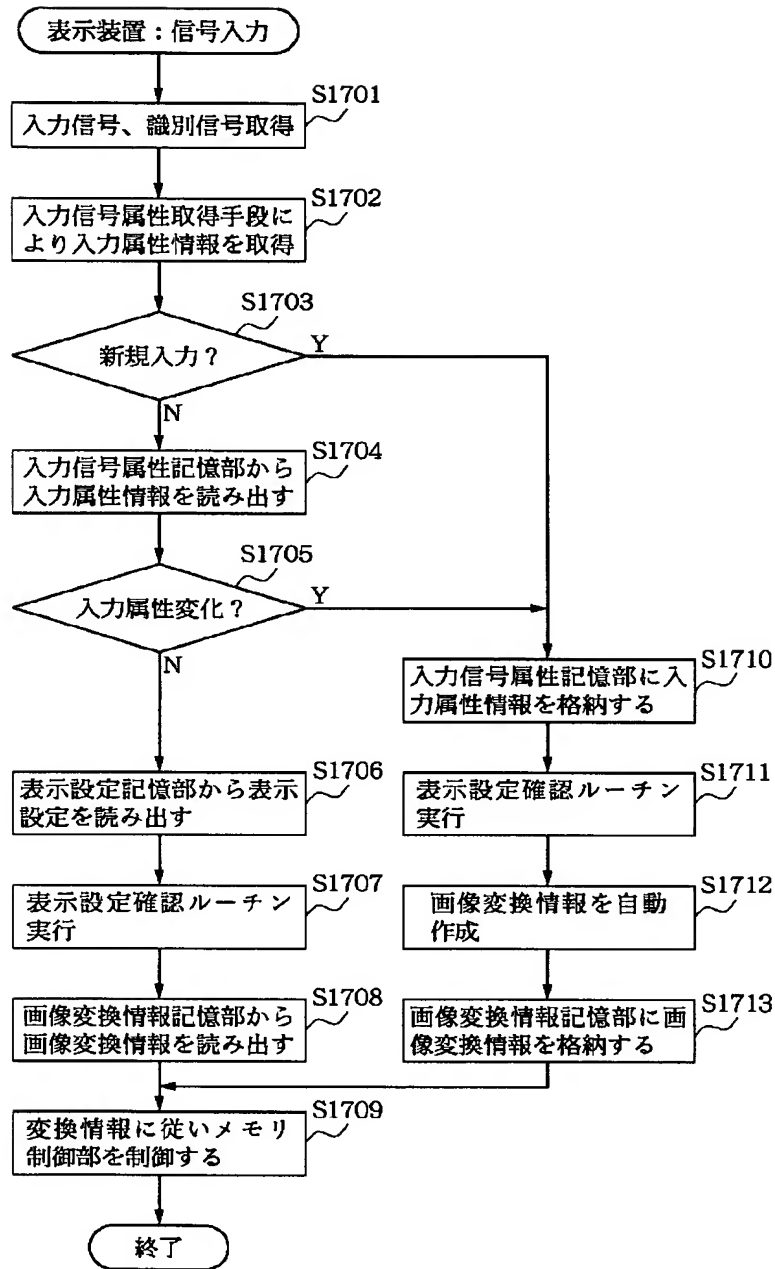 表示装置：信号入力
S1701
入力信号、識別信号取得
S1702
入力信号属性取得手段に
より入力属性情報を取得
S1703
新規入力？
Y
N
S1704
入力信号属性記憶部から
入力属性情報を読み出す
S1705
入力属性変化？
Y
N
S1710
入力信号属性記憶部に入
力属性情報を格納する
S1706
表示設定記憶部から表示
設定を読み出す
S1711
表示設定確認ルーチン
実行
S1707
表示設定確認ルーチン
実行
S1712
画像変換情報を自動
作成
S1708
画像変換情報記憶部から
画像変換情報を読み出す
S1713
画像変換情報記憶部に画
像変換情報を格納する
S1709
変換情報に従いメモリ
制御部を制御する
終了